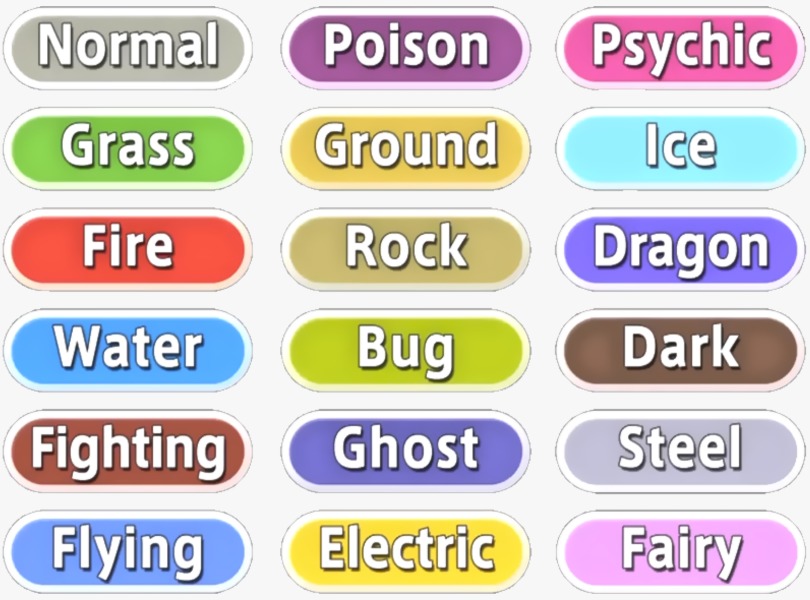 Normal
Poison
Psychic
Grass
Ground
Ice
Fire
Rock
Dragon
Water
Bug
Dark
Fighting
Ghost
Steel
Flying
Electric
Fairy